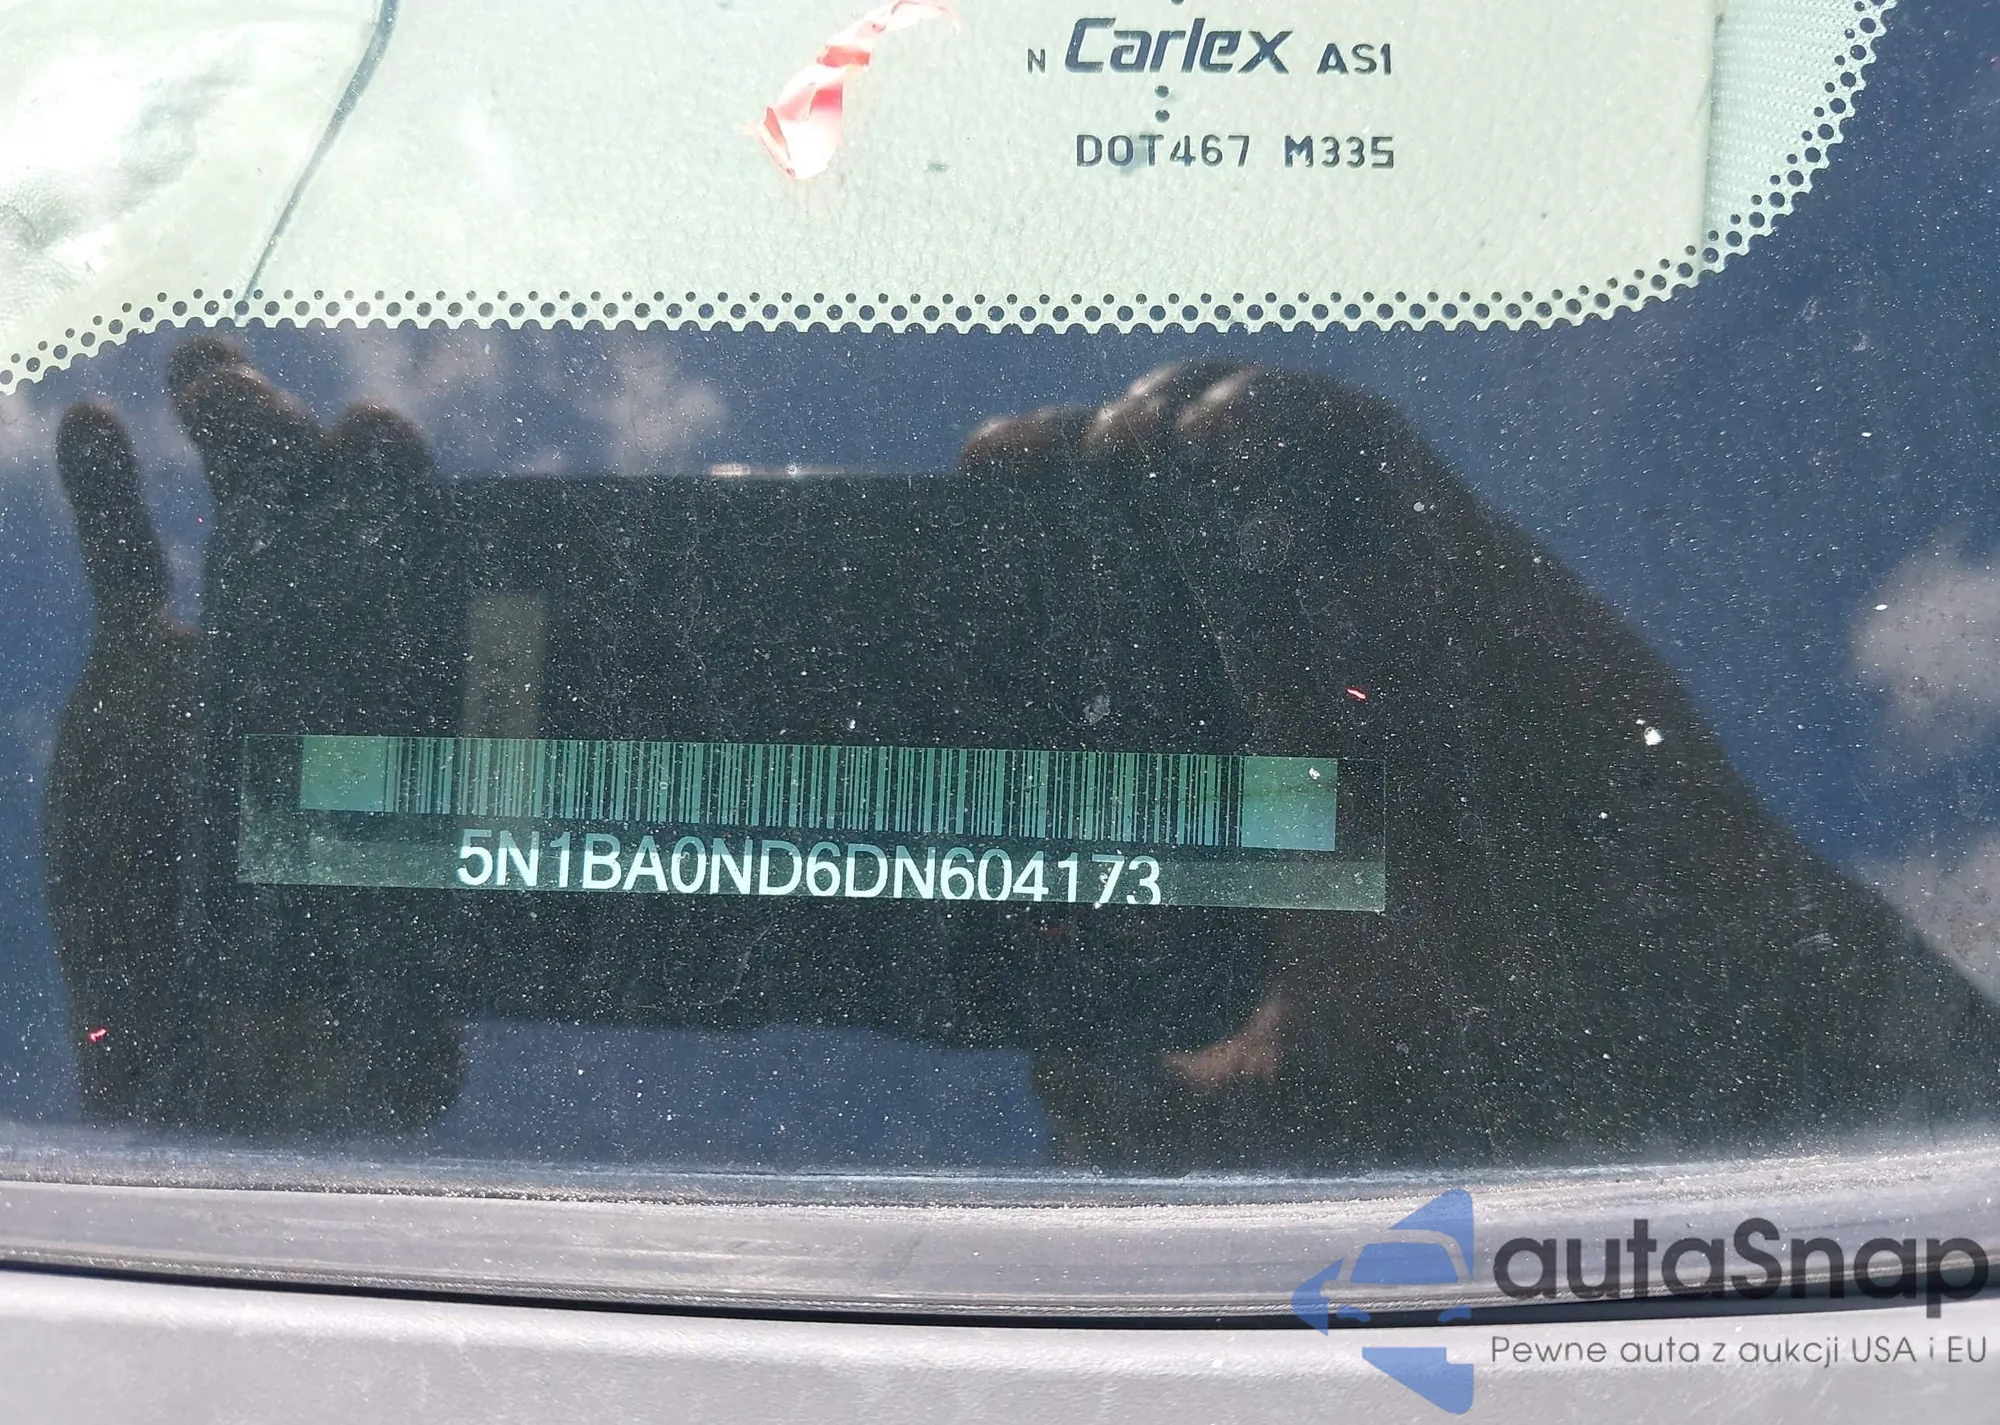 N Carlex AS1
DOT467 M335
5N1BA0ND6DN604173
autaSnap
Pewne auta z aukcji USA i EU